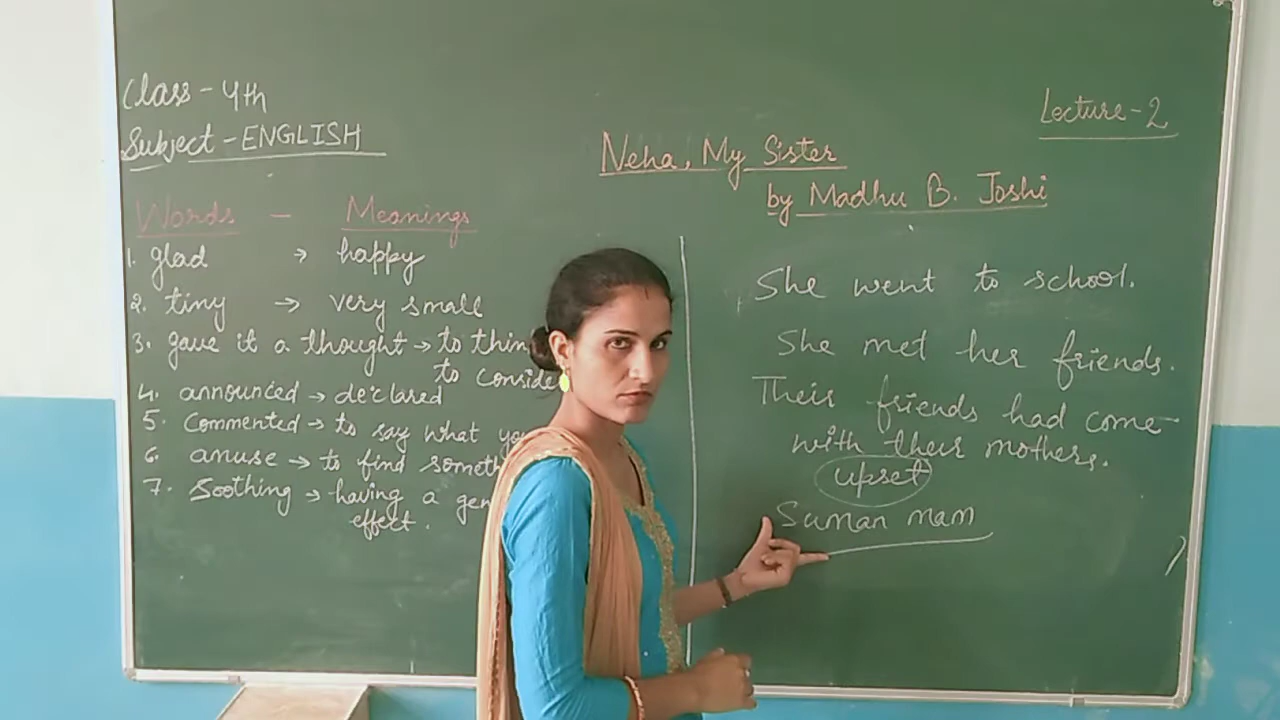 Class - 4th
Subject - ENGLISH
Lecture - 2
Neha, My Sister
by Madhu B. Joshi
Words - Meanings
1. glad → happy
2. tiny → very small
3. gave it a thought → to thin
to conside
4. announced → declared
5. Commented → to say what yo
6. amuse → to find someth
7. Soothing → having a gen
effect.
She went to school.
She met her friends.
Their friends had come
with their mothers.
upset
Suman mam